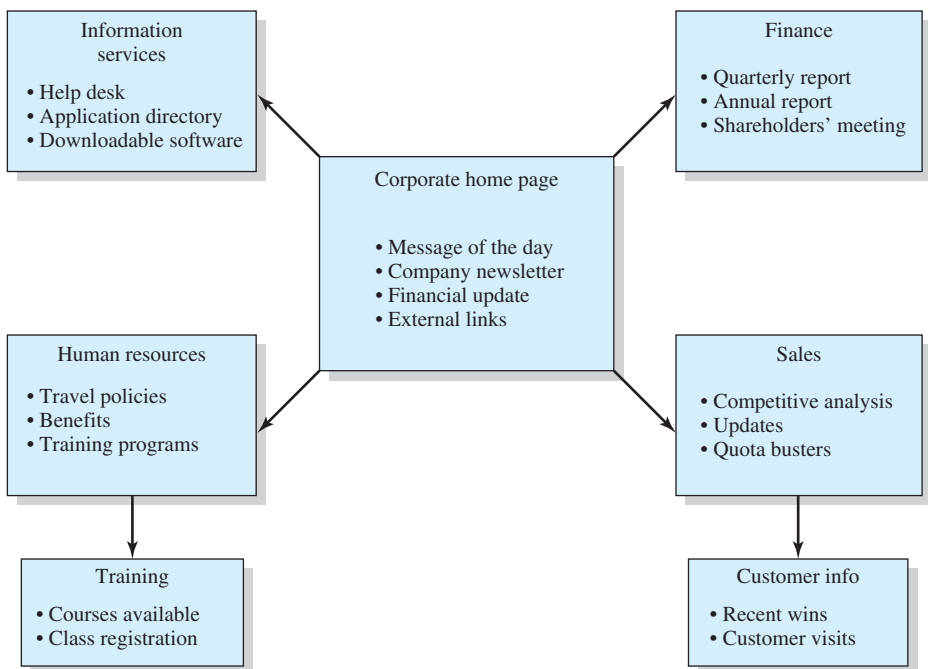 Information
services
• Help desk
• Application directory
• Downloadable software
Finance
• Quarterly report
• Annual report
• Shareholders’ meeting
Corporate home page
• Message of the day
• Company newsletter
• Financial update
• External links
Human resources
• Travel policies
• Benefits
• Training programs
Sales
• Competitive analysis
• Updates
• Quota busters
Training
• Courses available
• Class registration
Customer info
• Recent wins
• Customer visits